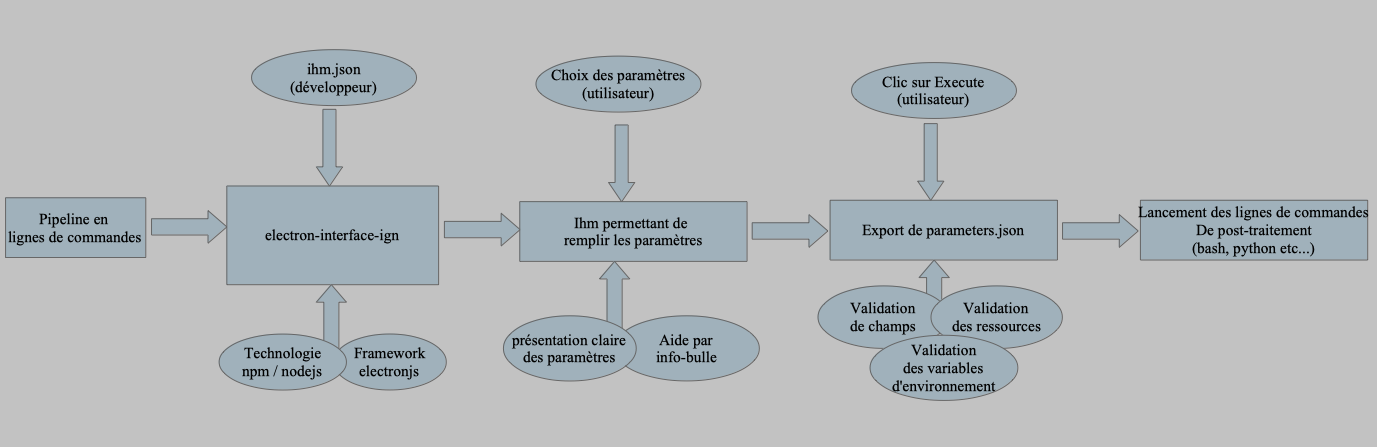 ihm.json
(développeur)
Choix des paramètres
(utilisateur)
Clic sur Execute
(utilisateur)
Pipeline en
lignes de commandes
electron-interface-ign
Ihm permettant de
remplir les paramètres
Export de parameters.json
Lancement des lignes de commandes
De post-traitement
(bash, python etc...)
Technologie
npm / nodejs
Framework
electronjs
présentation claire
des paramètres
Aide par
info-bulle
Validation
de champs
Validation
des ressources
Validation
des variables
d'environnement